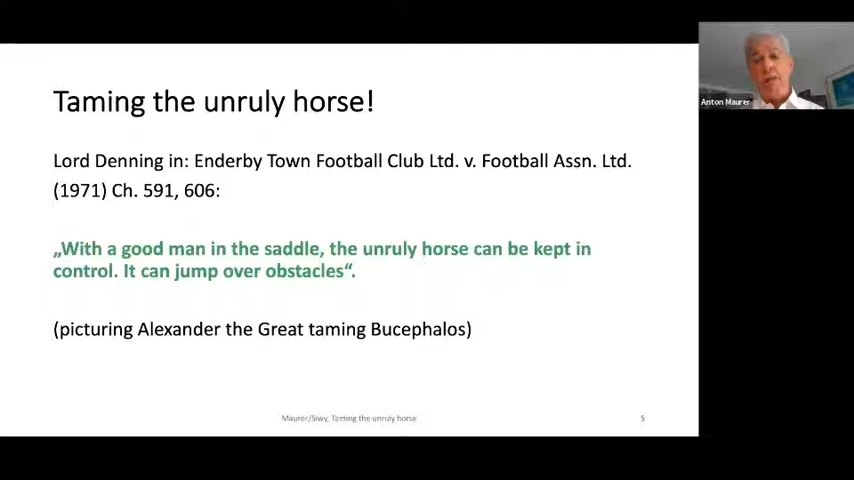 Taming the unruly horse!
Anton Maurer
Lord Denning in: Enderby Town Football Club Ltd. v. Football Assn. Ltd.
(1971) Ch. 591, 606:
„With a good man in the saddle, the unruly horse can be kept in
control. It can jump over obstacles“.
(picturing Alexander the Great taming Bucephalos)
Maurer/Siwy, Taming the unruly horse
5